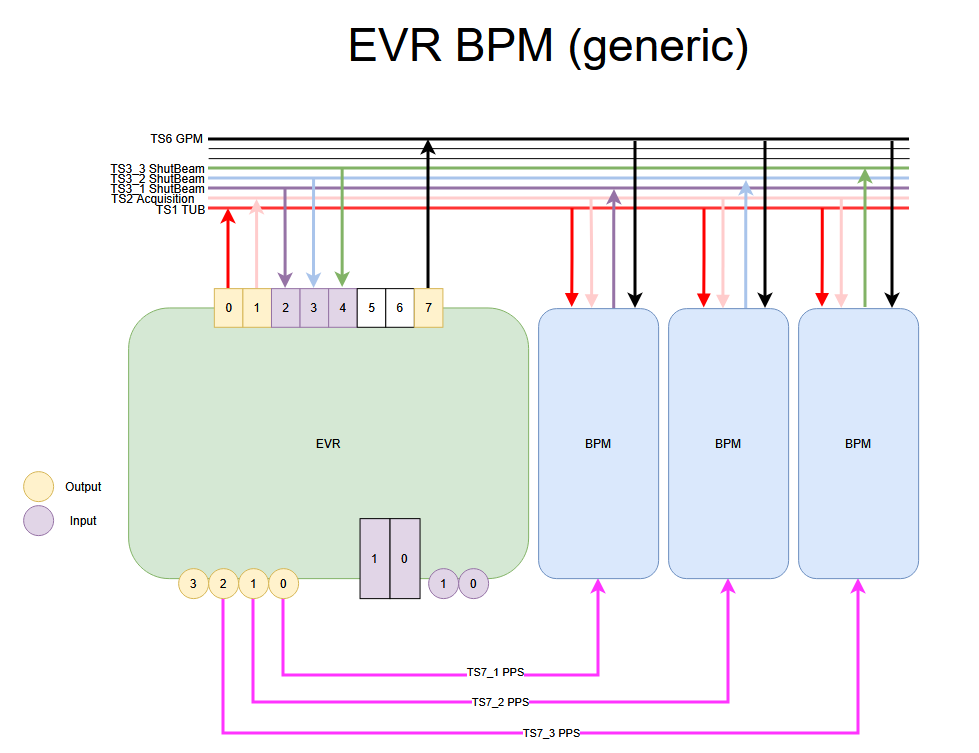 EVR BPM (generic)
TS6 GPM
TS3_3 ShutBeam
TS3_2 ShutBeam
TS3_1 ShutBeam
TS2 Acquisition
TS1 TUB
0 1 2 3 4 5 6 7
EVR
BPM
BPM
BPM
Output
Input
1 0
3 2 1 0
1 0
TS7_1 PPS
TS7_2 PPS
TS7_3 PPS